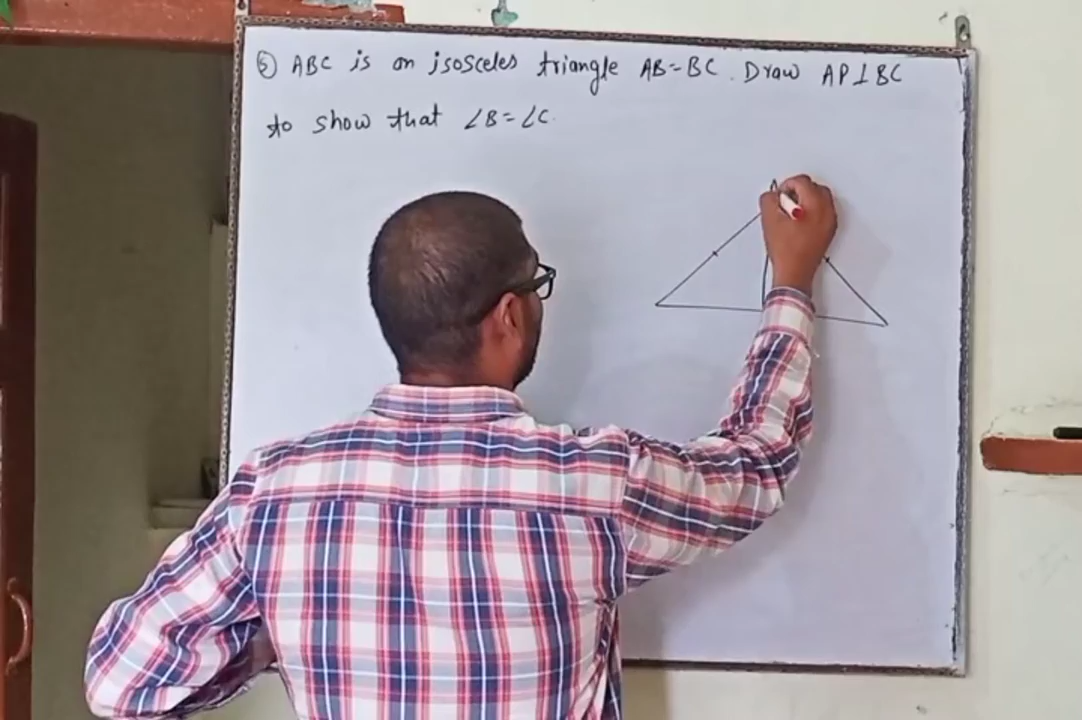 ⑤ ABC is an isosceles triangle AB=BC. Draw AP⊥BC
to show that ∠B=∠C.
A